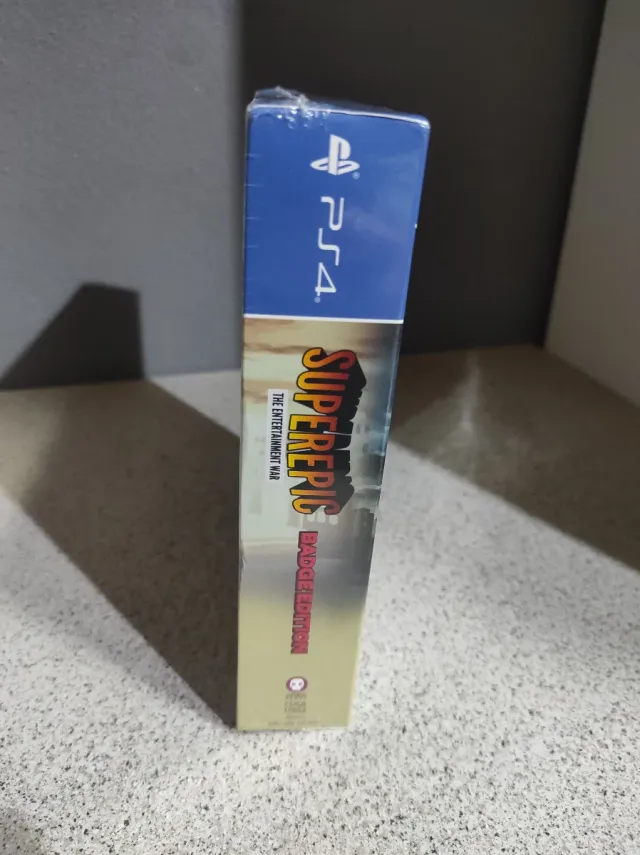 PS4
SUPEREPIC
THE ENTERTAINMENT WAR
BADGE EDITION